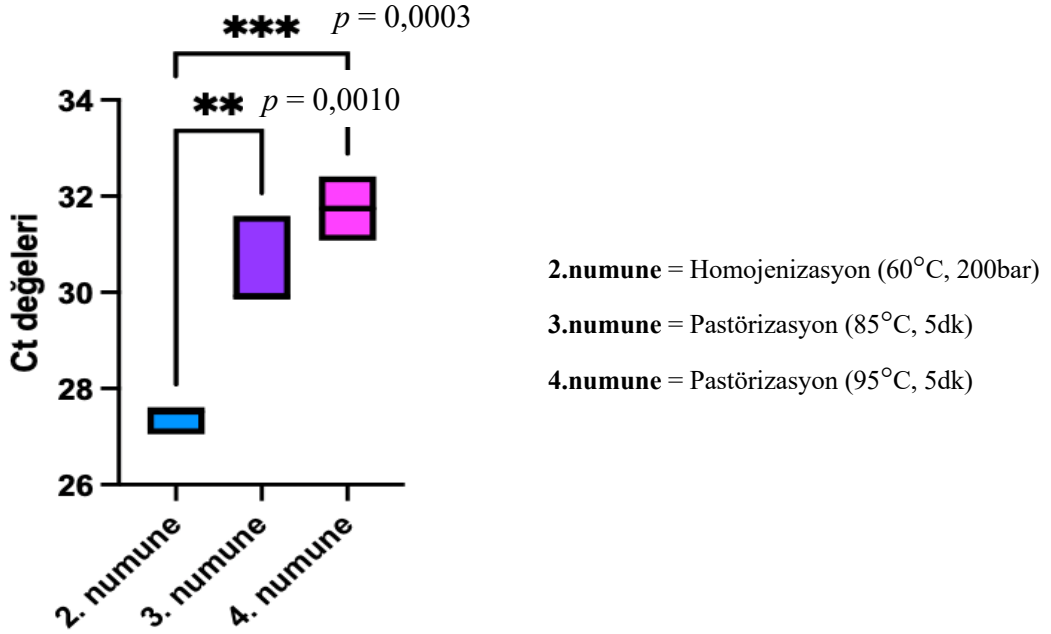 *** p = 0,0003
** p = 0,0010
34
32
30
28
26
Ct değeleri
2. numune
3. numune
4. numune
2.numune = Homojenizasyon (60°C, 200bar)
3.numune = Pastörizasyon (85°C, 5dk)
4.numune = Pastörizasyon (95°C, 5dk)